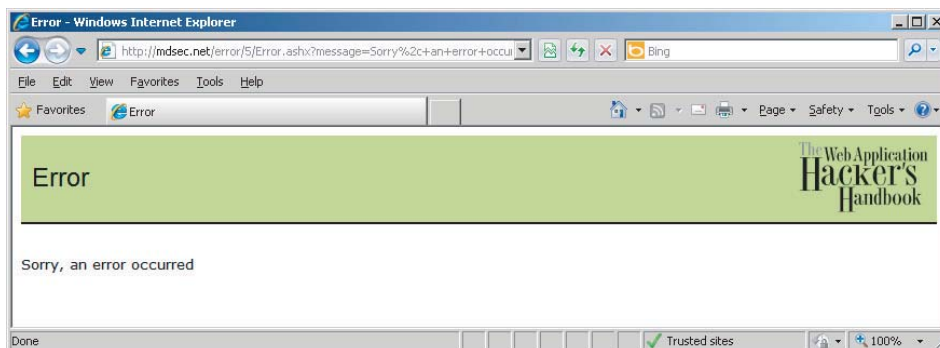 Error - Windows Internet Explorer
http://mdsec.net/error/5/Error.ashx?message=Sorry%2c+an+error+occu
Bing
File Edit View Favorites Tools Help
Favorites
Error
Page Safety Tools
Error
The Web Application
Hacker's
Handbook
Sorry, an error occurred
Done
Trusted sites
100%